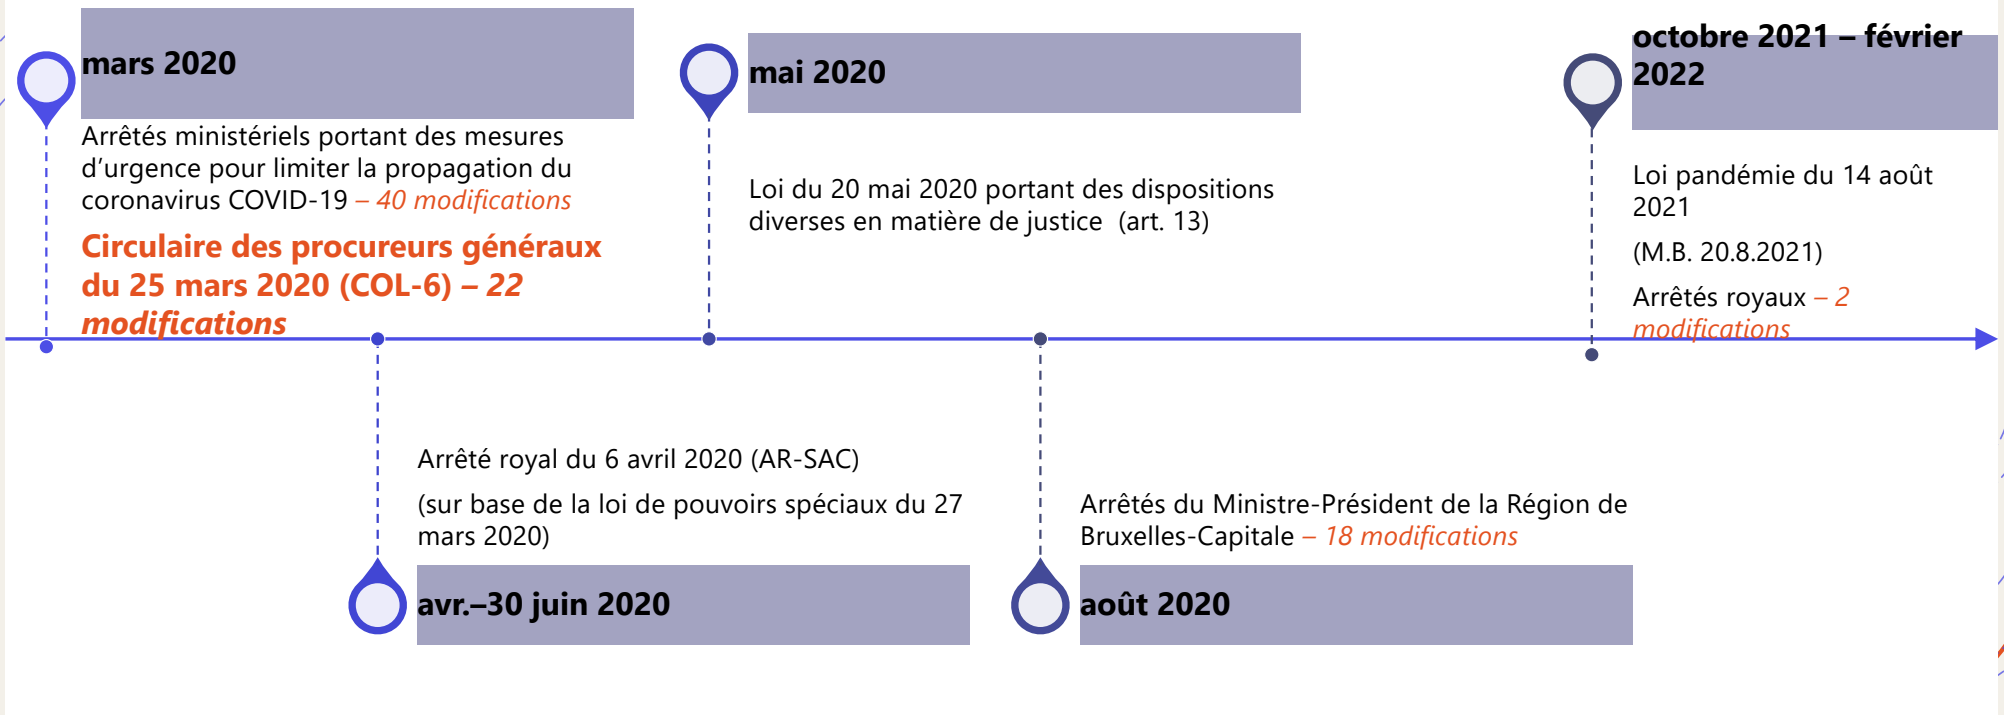 mars 2020
Arrêtés ministériels portant des mesures
d’urgence pour limiter la propagation du
coronavirus COVID-19 – 40 modifications
Circulaire des procureurs généraux
du 25 mars 2020 (COL-6) – 22
modifications
avr.–30 juin 2020
Arrêté royal du 6 avril 2020 (AR-SAC)
(sur base de la loi de pouvoirs spéciaux du 27
mars 2020)
mai 2020
Loi du 20 mai 2020 portant des dispositions
diverses en matière de justice  (art. 13)
août 2020
Arrêtés du Ministre-Président de la Région de
Bruxelles-Capitale – 18 modifications
octobre 2021 – février
2022
Loi pandémie du 14 août
2021
(M.B. 20.8.2021)
Arrêtés royaux – 2
modifications